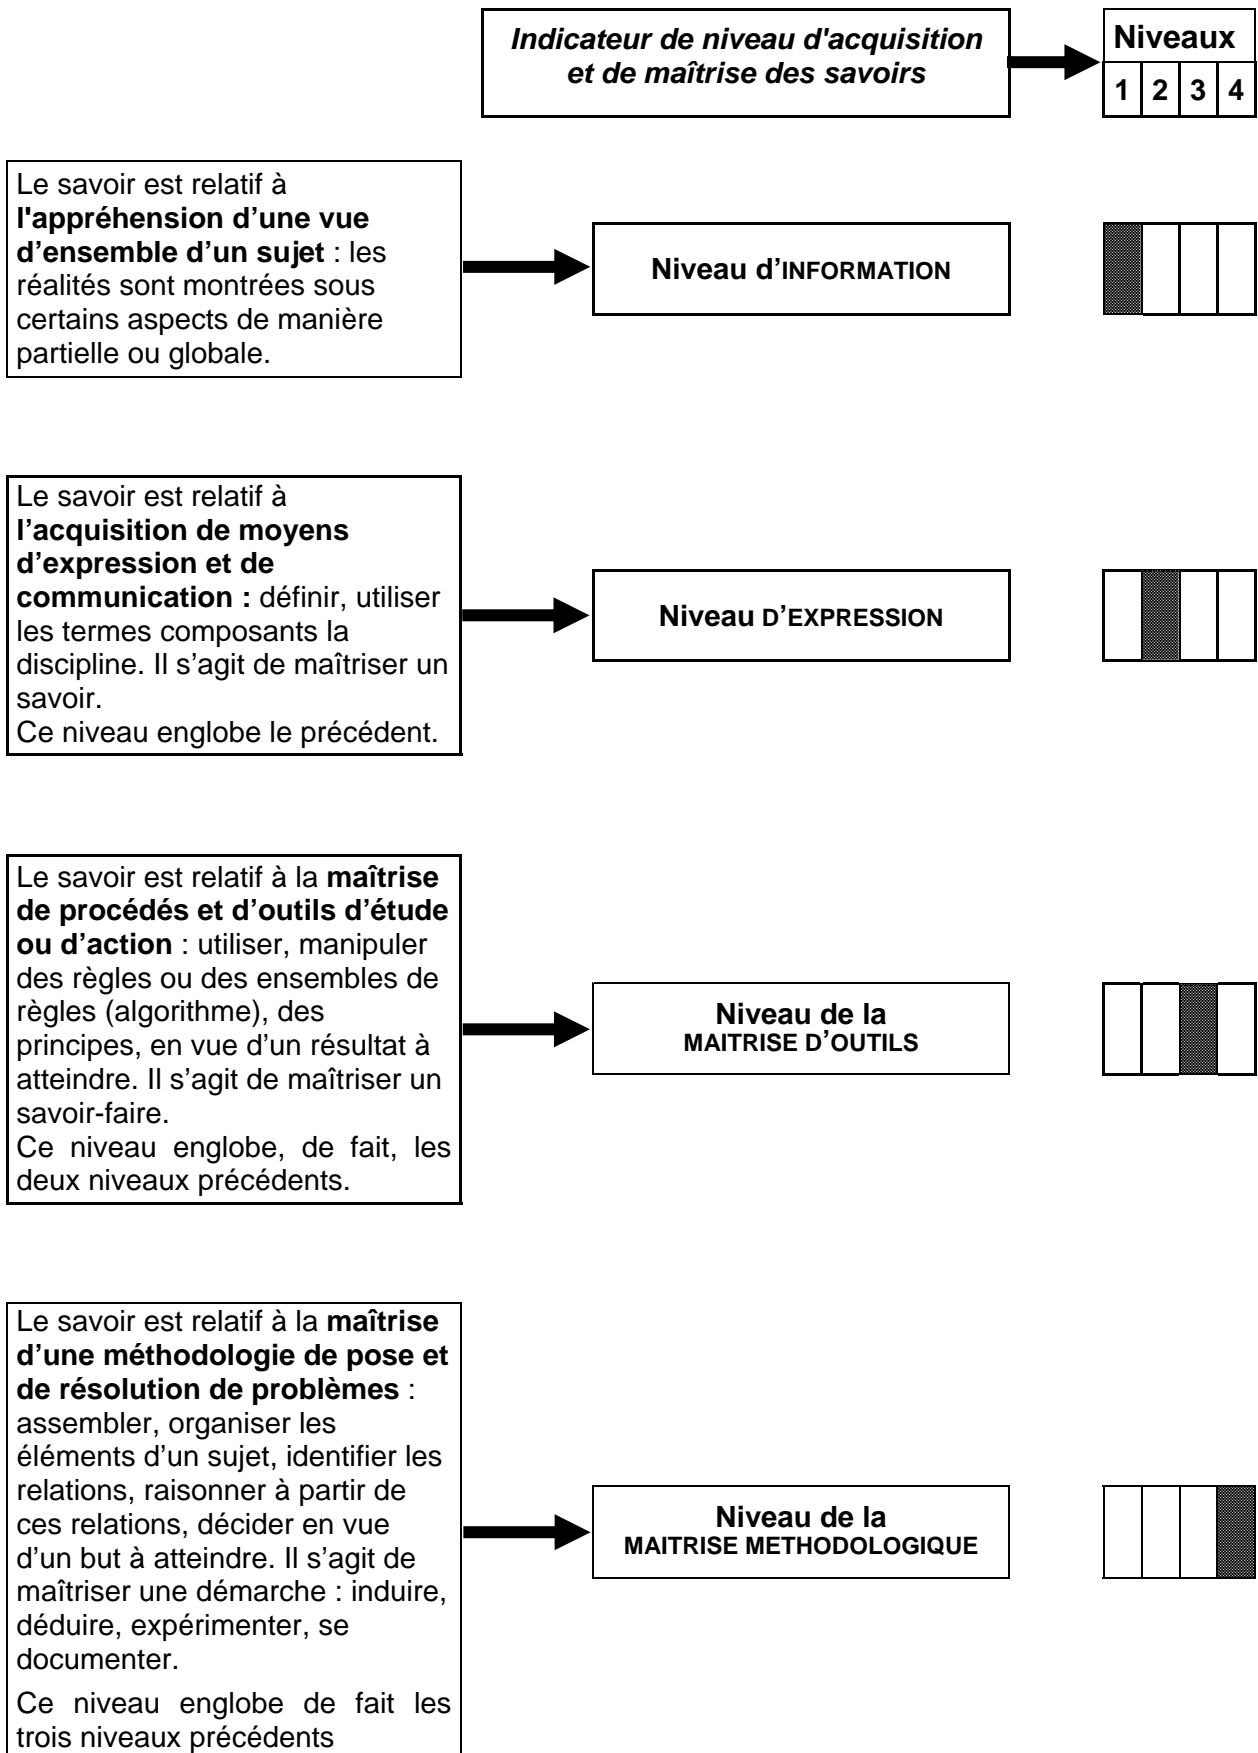 Indicateur de niveau d'acquisition
et de maîtrise des savoirs
Niveaux
1 2 3 4
Le savoir est relatif à
l'appréhension d’une vue
d’ensemble d’un sujet : les
réalités sont montrées sous
certains aspects de manière
partielle ou globale.
Niveau d’INFORMATION
Le savoir est relatif à
l’acquisition de moyens
d’expression et de
communication : définir, utiliser
les termes composants la
discipline. Il s’agit de maîtriser un
savoir.
Ce niveau englobe le précédent.
Niveau D’EXPRESSION
Le savoir est relatif à la maîtrise
de procédés et d’outils d’étude
ou d’action : utiliser, manipuler
des règles ou des ensembles de
règles (algorithme), des
principes, en vue d’un résultat à
atteindre. Il s’agit de maîtriser un
savoir-faire.
Ce niveau englobe, de fait, les
deux niveaux précédents.
Niveau de la
MAITRISE D’OUTILS
Le savoir est relatif à la maîtrise
d’une méthodologie de pose et
de résolution de problèmes :
assembler, organiser les
éléments d’un sujet, identifier les
relations, raisonner à partir de
ces relations, décider en vue
d’un but à atteindre. Il s’agit de
maîtriser une démarche : induire,
déduire, expérimenter, se
documenter.
Ce niveau englobe de fait les
trois niveaux précédents
Niveau de la
MAITRISE METHODOLOGIQUE